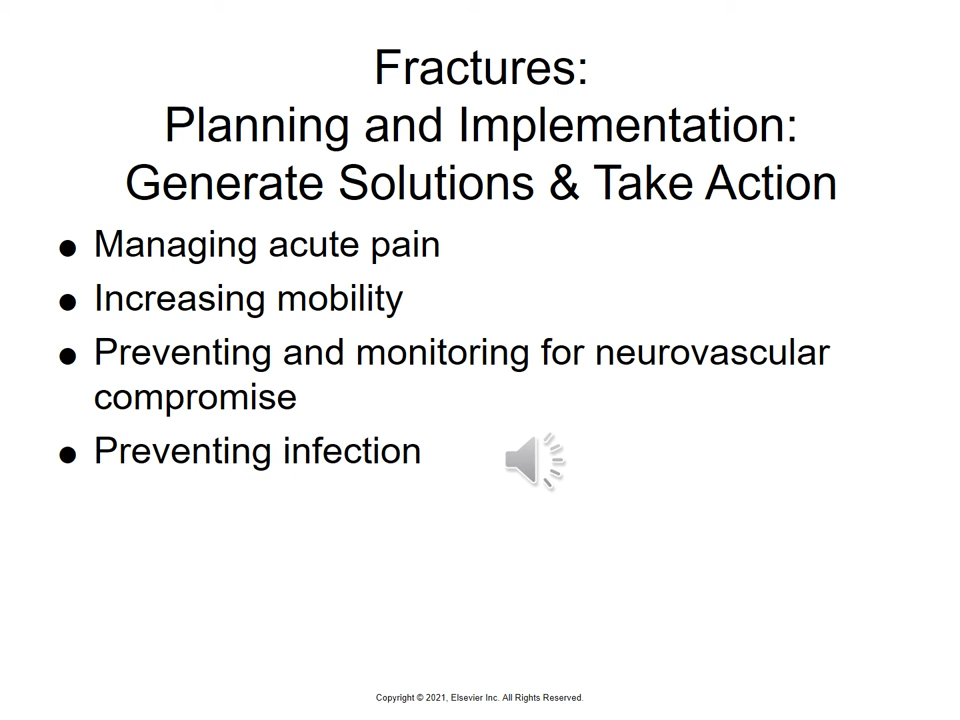 Fractures:
Planning and Implementation:
Generate Solutions & Take Action
● Managing acute pain
● Increasing mobility
● Preventing and monitoring for neurovascular
compromise
● Preventing infection
Copyright © 2021, Elsevier Inc. All Rights Reserved.